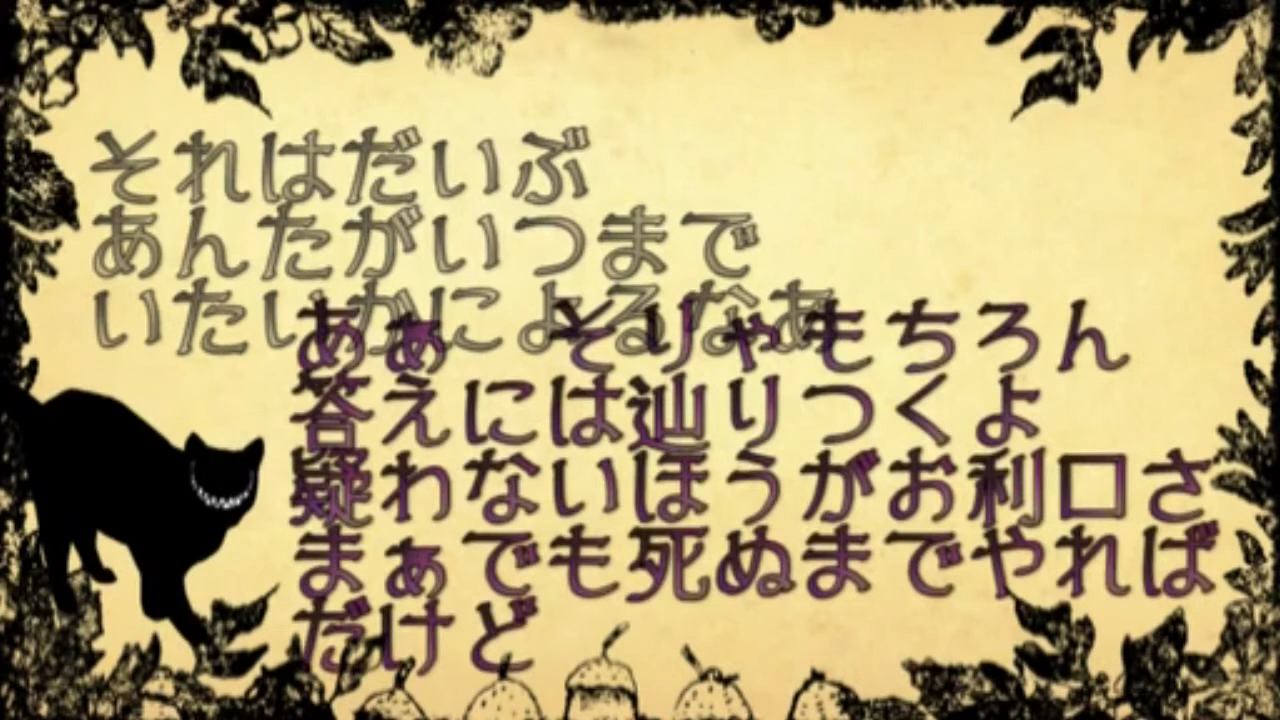 それはだいぶ
あんたがいつまで
いたいかによるなあ
あぁ そりゃもちろん
答えには辿りつくよ
疑わないほうがお利口さ
まぁでも死ぬまでやれば
だけど